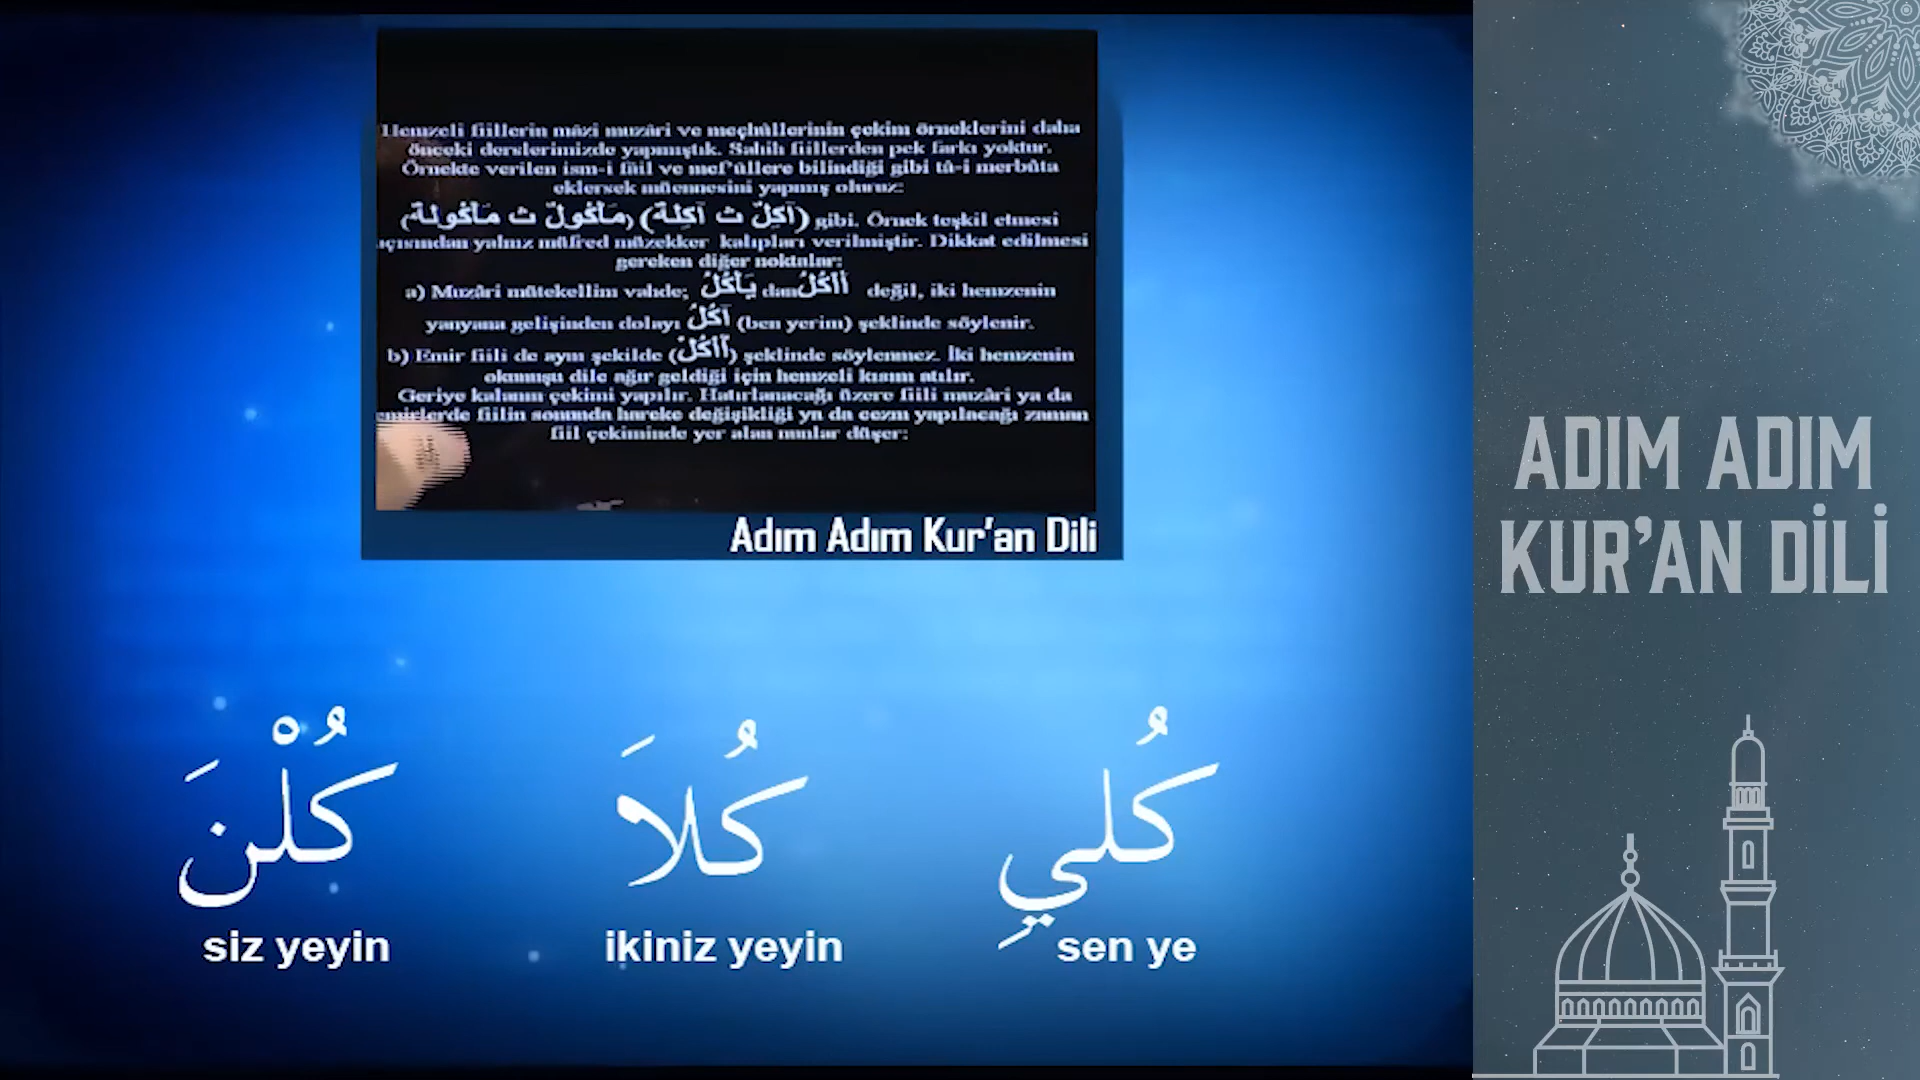 Hemzeli fiillerin mâzi muzâri ve meçhûllerinin çekim örneklerini daha
önceki derslerimizde yapmıştık. Sahih fiillerden pek farkı yoktur.
Örnekte verilen ism-i fâil ve mef'ûllere bilindiği gibi tâ-i merbûta
eklersek müennesini yapmış oluruz:
(آكِلٌ ث آكِلَة) (مَأكُولٌ ث مَأكُولَة) gibi. Örnek teşkil etmesi
açısından yalnız müfred müzekker kalıpları verilmiştir. Dikkat edilmesi
gereken diğer noktalar:
a) Muzâri mütekellim vahde; يَأكُلُ dan أَأكُلُ değil, iki hemzenin
yanyana gelişinden dolayı آكُلُ (ben yerim) şeklinde söylenir.
b) Emir fiili de aynı şekilde (أُأكُلْ) şeklinde söylenmez. İki hemzenin
okunuşu dile ağır geldiği için hemzeli kısım atılır.
Geriye kalanın çekimi yapılır. Hatırlanacağı üzere fiili muzâri ya da
emirlerde fiilin sonunda hareke değişikliği ya da cezm yapılacağı zaman
fiil çekiminde yer alan nunlar düşer:
Adım Adım Kur'an Dili
كُلِي كُلاَ كُلْنَ
sen ye ikiniz yeyin siz yeyin
ADIM ADIM
KUR'AN DİLİ